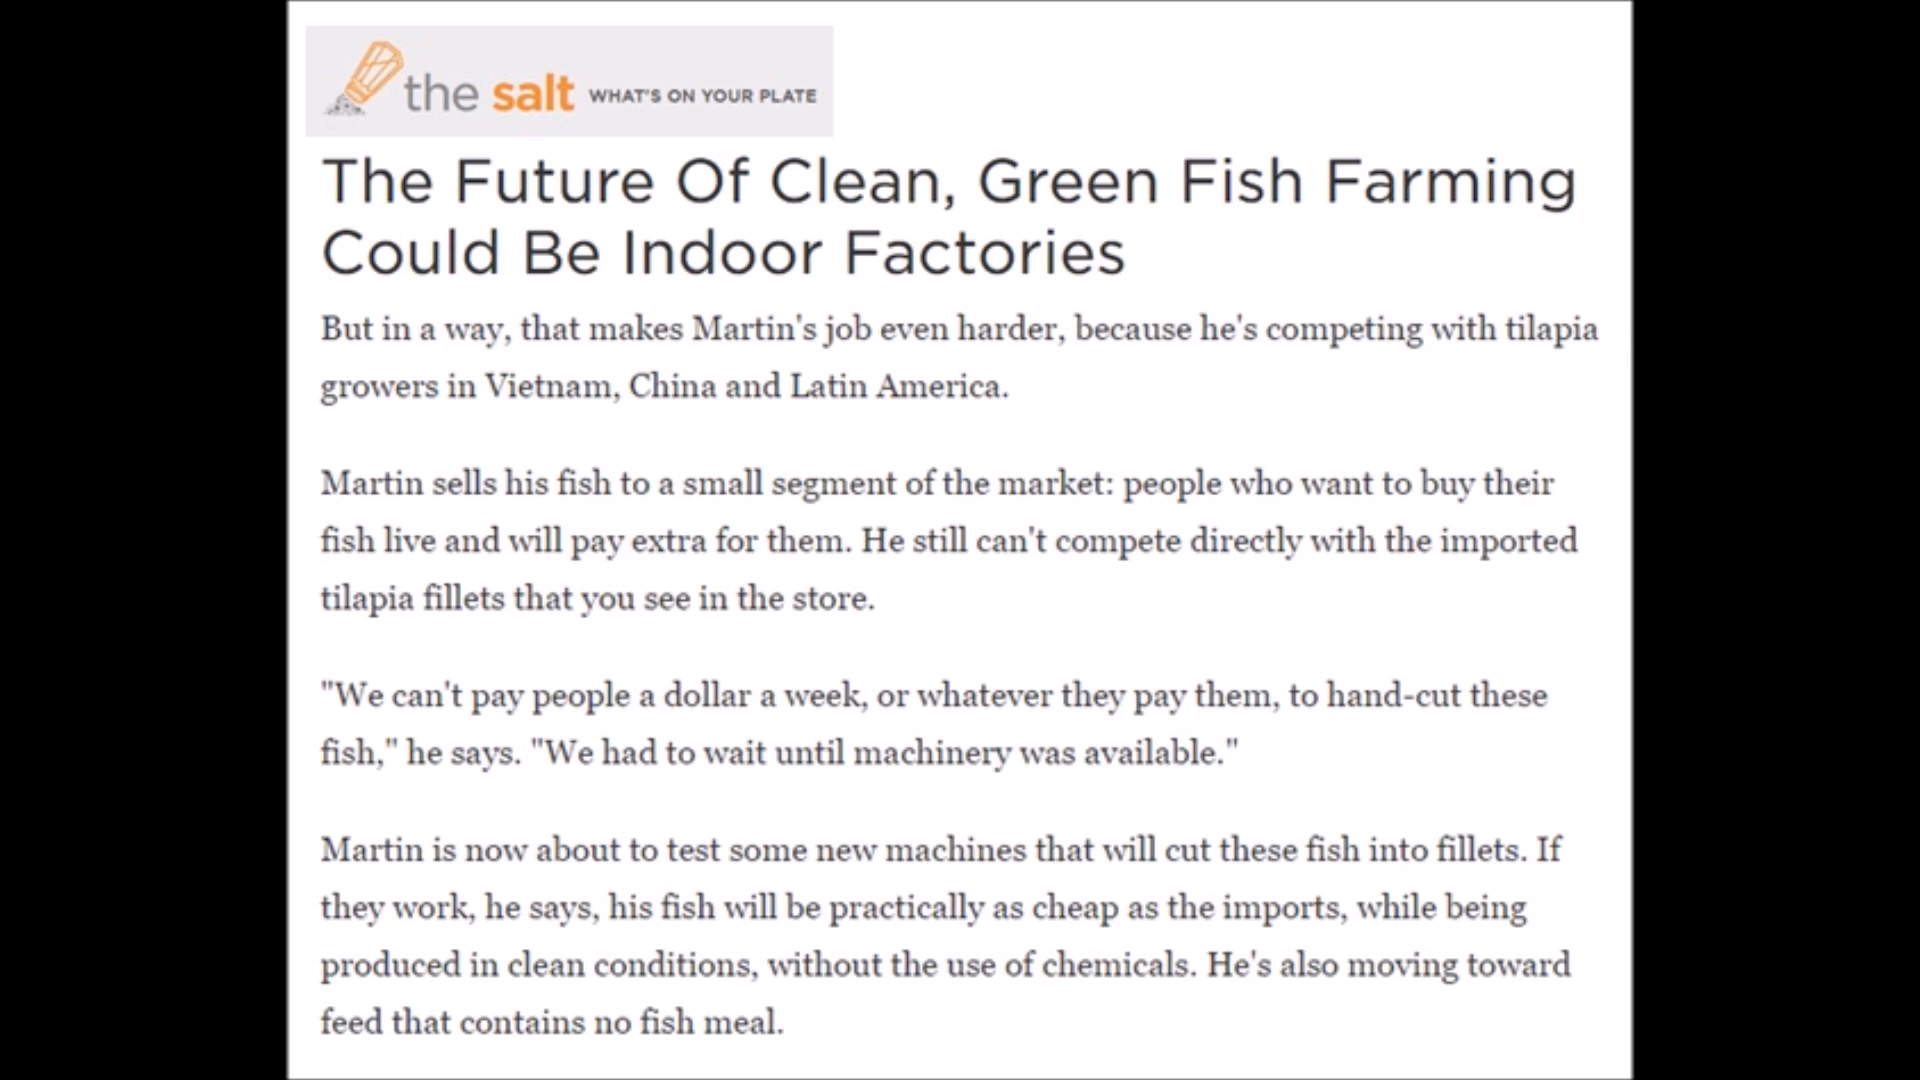 the salt WHAT'S ON YOUR PLATE
The Future Of Clean, Green Fish Farming
Could Be Indoor Factories
But in a way, that makes Martin's job even harder, because he's competing with tilapia
growers in Vietnam, China and Latin America.
Martin sells his fish to a small segment of the market: people who want to buy their
fish live and will pay extra for them. He still can't compete directly with the imported
tilapia fillets that you see in the store.
"We can't pay people a dollar a week, or whatever they pay them, to hand-cut these
fish," he says. "We had to wait until machinery was available."
Martin is now about to test some new machines that will cut these fish into fillets. If
they work, he says, his fish will be practically as cheap as the imports, while being
produced in clean conditions, without the use of chemicals. He's also moving toward
feed that contains no fish meal.